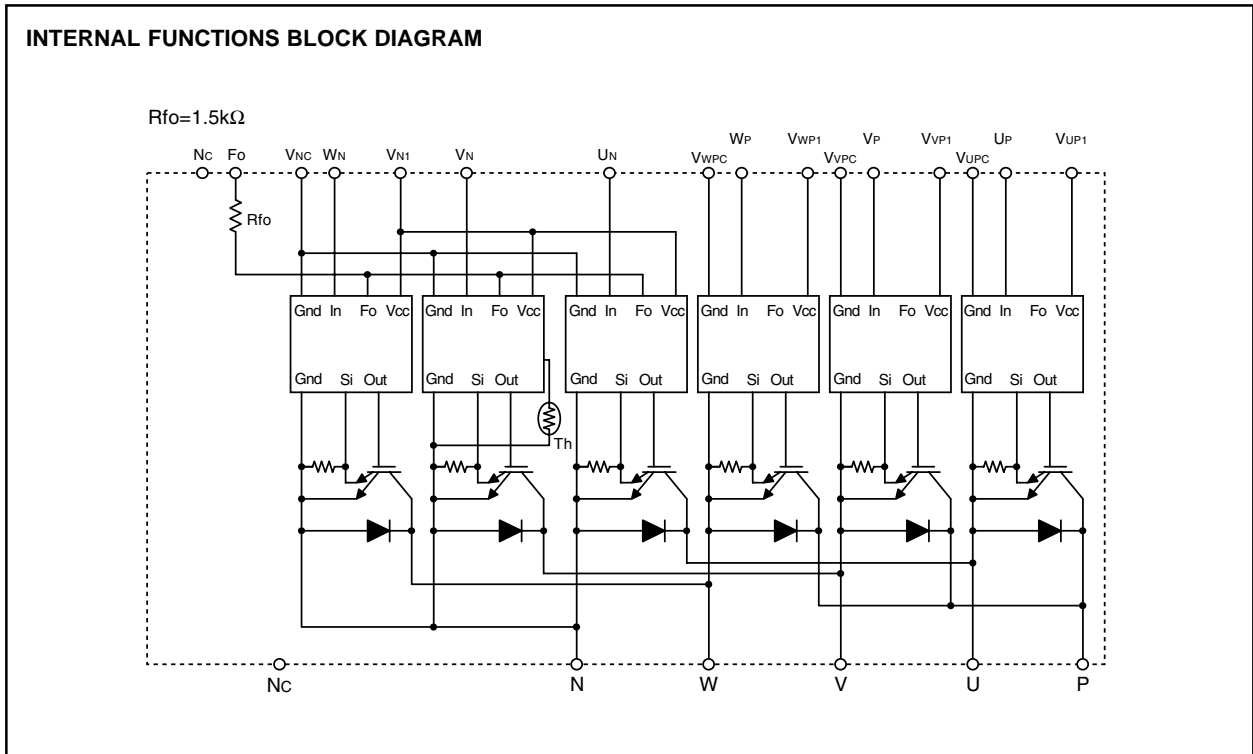 INTERNAL FUNCTIONS BLOCK DIAGRAM
Rfo=1.5kΩ
NC FO VNC WN VN1 VN UN VWPC WP VWP1 VVPC VP VVP1 VUPC UP VUP1
Rfo
Gnd In Fo Vcc Gnd In Fo Vcc Gnd In Fo Vcc Gnd In Fo Vcc Gnd In Fo Vcc Gnd In Fo Vcc
Gnd Si Out Gnd Si Out Gnd Si Out Gnd Si Out Gnd Si Out Gnd Si Out
Th
NC N W V U P